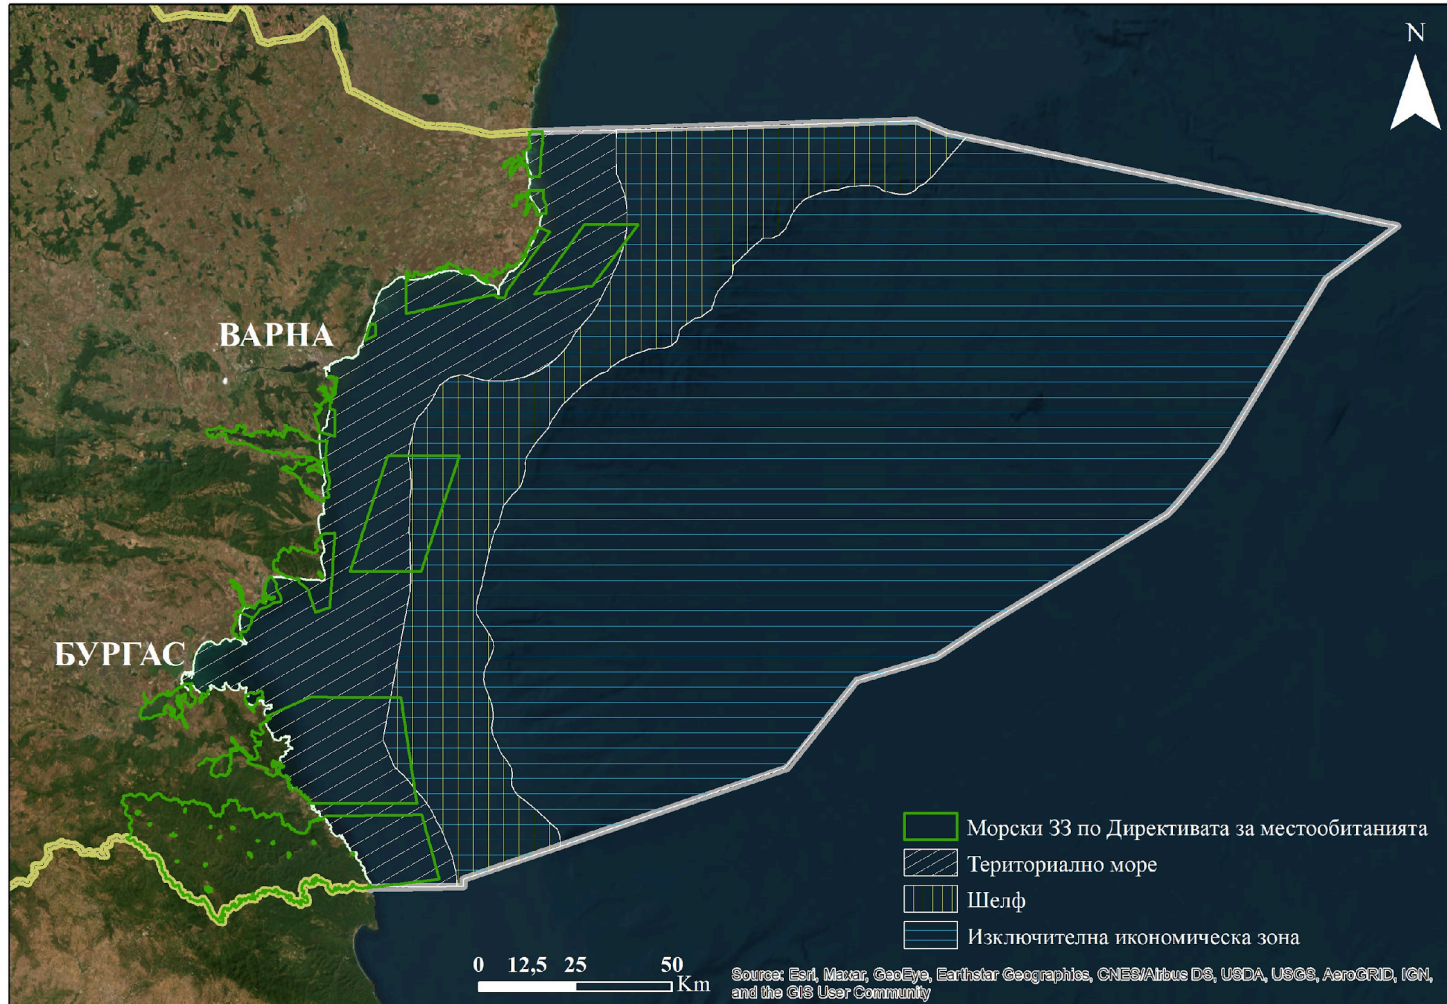 N
ВАРНА
БУРГАС
Морски ЗЗ по Директивата за местообитанията
Териториално море
Шелф
Изключителна икономическа зона
0 12,5 25 50
Km
Source: Esri, Maxar, GeoEye, Earthstar Geographics, CNES/Airbus DS, USDA, USGS, AeroGRID, IGN,
and the GIS User Community